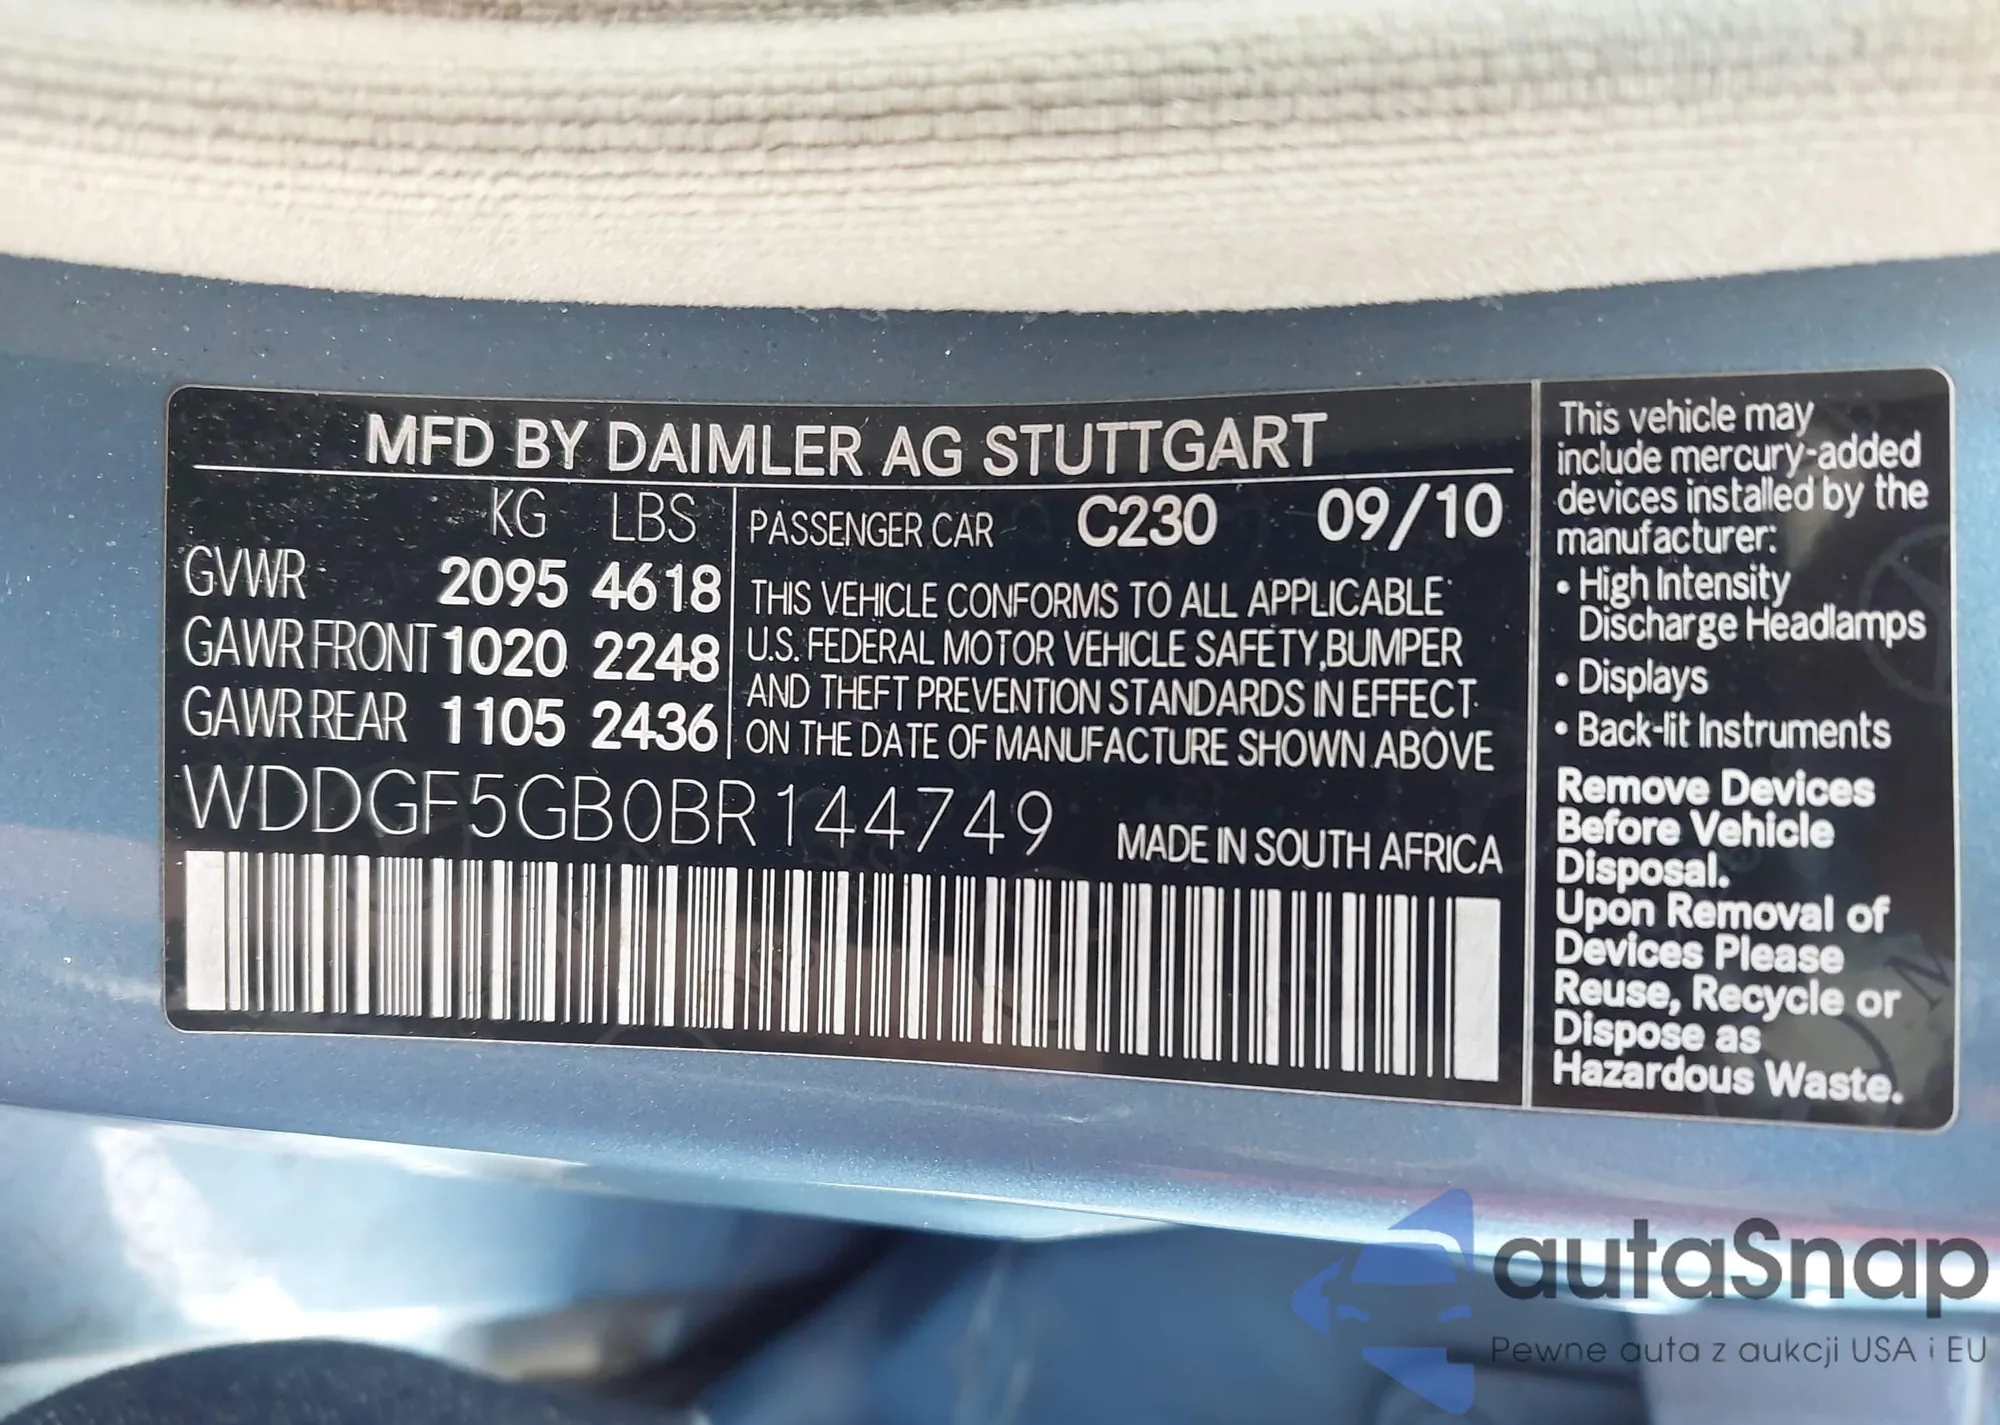 MFD BY DAIMLER AG STUTTGART
KG LBS
GVWR 2095 4618
GAWR FRONT 1020 2248
GAWR REAR 1105 2436
PASSENGER CAR C230 09/10
THIS VEHICLE CONFORMS TO ALL APPLICABLE
U.S. FEDERAL MOTOR VEHICLE SAFETY, BUMPER
AND THEFT PREVENTION STANDARDS IN EFFECT
ON THE DATE OF MANUFACTURE SHOWN ABOVE
WDDGF5GB0BR144749
MADE IN SOUTH AFRICA
This vehicle may
include mercury-added
devices installed by the
manufacturer:
• High Intensity
Discharge Headlamps
• Displays
• Back-lit Instruments
Remove Devices
Before Vehicle
Disposal.
Upon Removal of
Devices Please
Reuse, Recycle or
Dispose as
Hazardous Waste.
autaSnap
Pewne auta z aukcji USA i EU